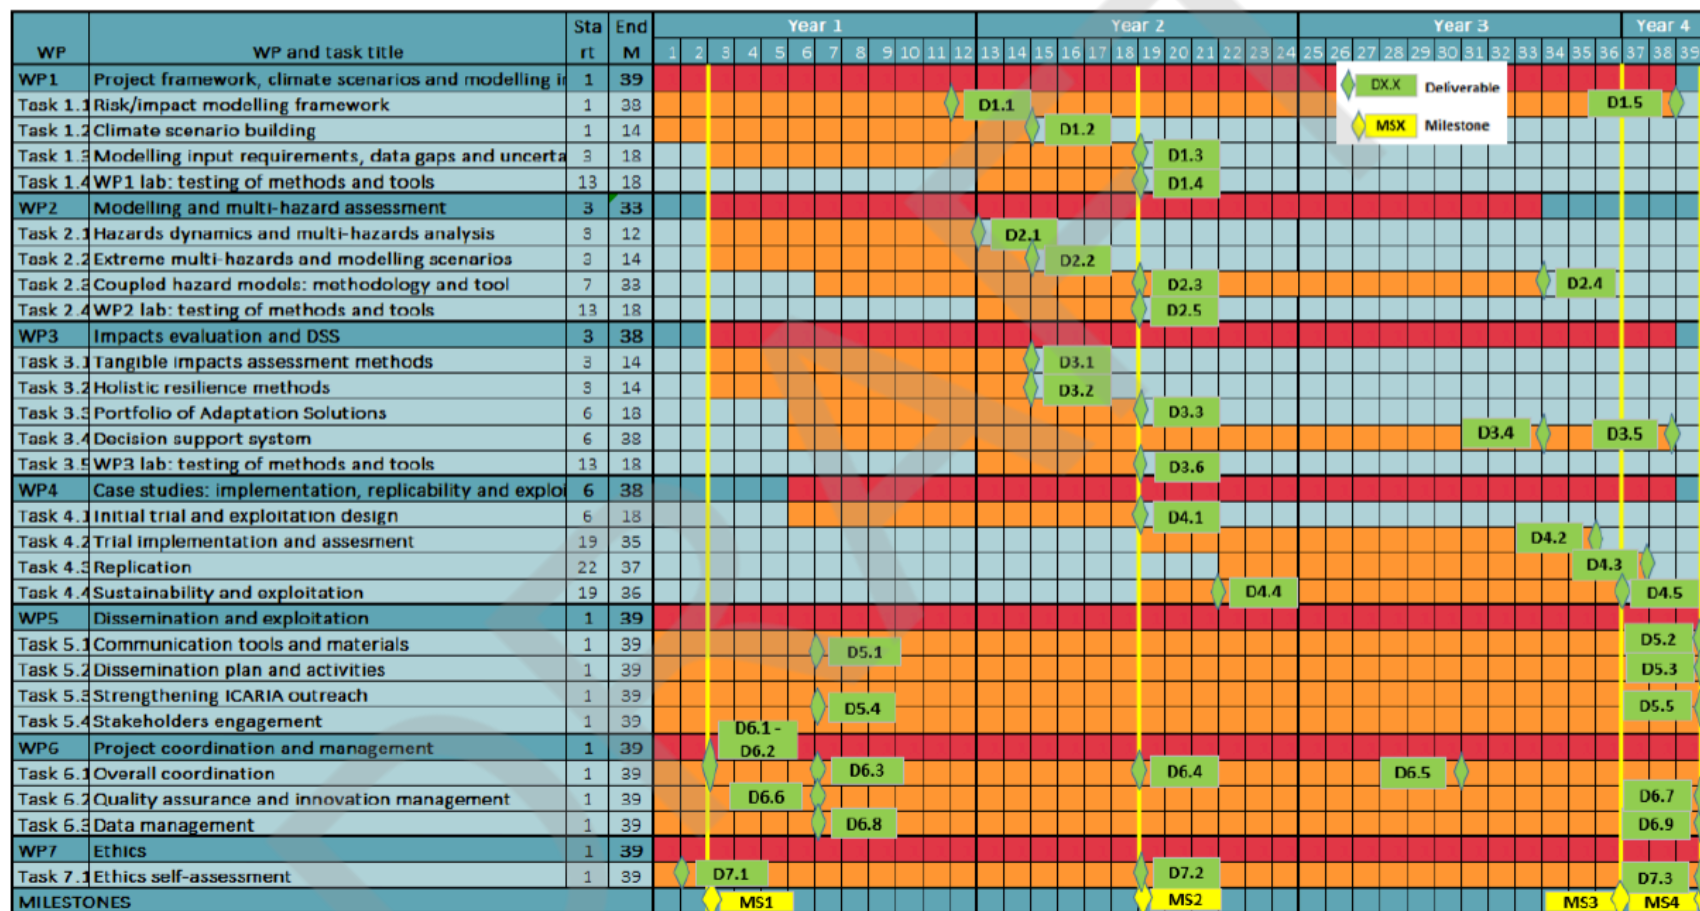 Year 1 Year 2 Year 3 Year 4
WP WP and task title Sta rt End M 1 2 3 4 5 6 7 8 9 10 11 12 13 14 15 16 17 18 19 20 21 22 23 24 25 26 27 28 29 30 31 32 33 34 35 36 37 38 39
WP1 Project framework, climate scenarios and modelling ir 1 39
DX.X Deliverable
Task 1.1 Risk/impact modelling framework 1 38 D1.1 D1.5
MSX Milestone
Task 1.2 Climate scenario building 1 14 D1.2
Task 1.3 Modelling input requirements, data gaps and uncerta 3 18 D1.3
Task 1.4 WP1 lab: testing of methods and tools 13 18 D1.4
WP2 Modelling and multi-hazard assessment 3 33
Task 2.1 Hazards dynamics and multi-hazards analysis 3 12 D2.1
Task 2.2 Extreme multi-hazards and modelling scenarios 3 14 D2.2
Task 2.3 Coupled hazard models: methodology and tool 7 33 D2.3 D2.4
Task 2.4 WP2 lab: testing of methods and tools 13 18 D2.5
WP3 Impacts evaluation and DSS 3 38
Task 3.1 Tangible impacts assessment methods 3 14 D3.1
Task 3.2 Holistic resilience methods 3 14 D3.2
Task 3.3 Portfolio of Adaptation Solutions 6 18 D3.3
Task 3.4 Decision support system 6 38 D3.4 D3.5
Task 3.5 WP3 lab: testing of methods and tools 13 18 D3.6
WP4 Case studies: implementation, replicability and exploi 6 38
Task 4.1 Initial trial and exploitation design 6 18 D4.1
Task 4.2 Trial implementation and assesment 19 35 D4.2
Task 4.3 Replication 22 37 D4.3
Task 4.4 Sustainability and exploitation 19 36 D4.4 D4.5
WP5 Dissemination and exploitation 1 39
Task 5.1 Communication tools and materials 1 39 D5.1 D5.2
Task 5.2 Dissemination plan and activities 1 39 D5.3
Task 5.3 Strengthening ICARIA outreach 1 39 D5.4 D5.5
Task 5.4 Stakeholders engagement 1 39 D6.1 -
D6.2
WP6 Project coordination and management 1 39
Task 6.1 Overall coordination 1 39 D6.3 D6.4 D6.5
Task 6.2 Quality assurance and innovation management 1 39 D6.6 D6.7
Task 6.3 Data management 1 39 D6.8 D6.9
WP7 Ethics 1 39
Task 7.1 Ethics self-assessment 1 39 D7.1 D7.2 D7.3
MILESTONES MS1 MS2 MS3 MS4
DRAFT